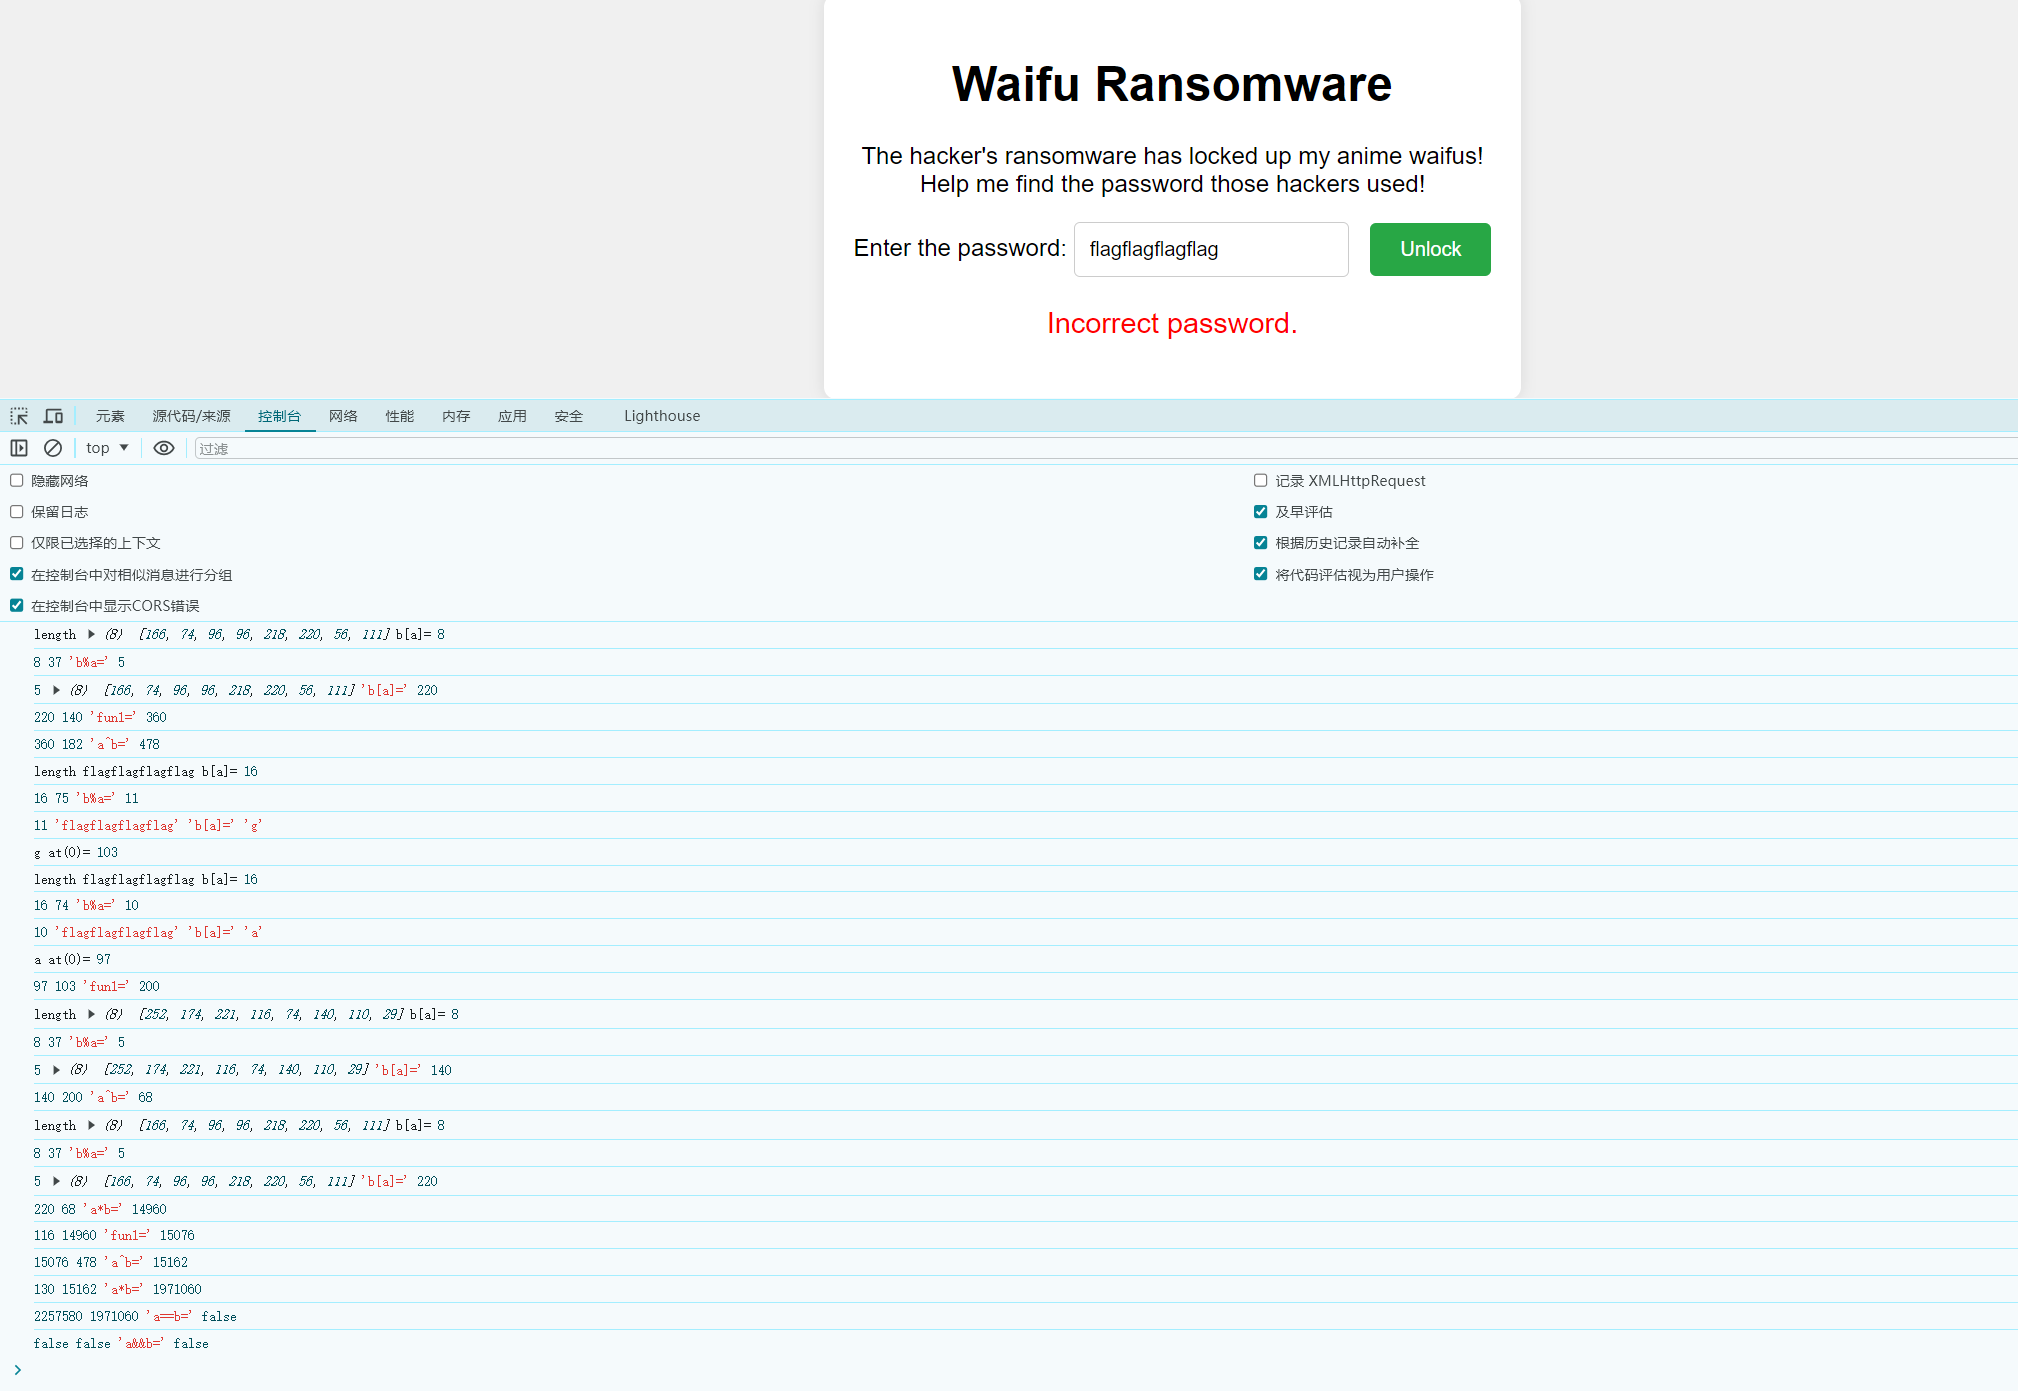 Waifu Ransomware
The hacker's ransomware has locked up my anime waifus!
Help me find the password those hackers used!
Enter the password: flagflagflagflag Unlock
Incorrect password.
元素 源代码/来源 控制台 网络 性能 内存 应用 安全 Lighthouse
top ▼ 过滤
隐藏网络 记录 XMLHttpRequest
保留日志 及早评估
仅限已选择的上下文 根据历史记录自动补全
在控制台中对相似消息进行分组 将代码评估视为用户操作
在控制台中显示CORS错误
length ▶ (8) [166, 74, 96, 96, 218, 220, 56, 111] b[a]= 8
8 37 'b%a=' 5
5 ▶ (8) [166, 74, 96, 96, 218, 220, 56, 111] 'b[a]=' 220
220 140 'fun1=' 360
360 182 'a^b=' 478
length flagflagflagflag b[a]= 16
16 75 'b%a=' 11
11 'flagflagflagflag' 'b[a]=' 'g'
g at(0)= 103
length flagflagflagflag b[a]= 16
16 74 'b%a=' 10
10 'flagflagflagflag' 'b[a]=' 'a'
a at(0)= 97
97 103 'fun1=' 200
length ▶ (8) [252, 174, 221, 116, 74, 140, 110, 29] b[a]= 8
8 37 'b%a=' 5
5 ▶ (8) [252, 174, 221, 116, 74, 140, 110, 29] 'b[a]=' 140
140 200 'a^b=' 68
length ▶ (8) [166, 74, 96, 96, 218, 220, 56, 111] b[a]= 8
8 37 'b%a=' 5
5 ▶ (8) [166, 74, 96, 96, 218, 220, 56, 111] 'b[a]=' 220
220 68 'a*b=' 14960
116 14960 'fun1=' 15076
15076 478 'a^b=' 15162
130 15162 'a*b=' 1971060
2257580 1971060 'a==b=' false
false false 'a&&b=' false